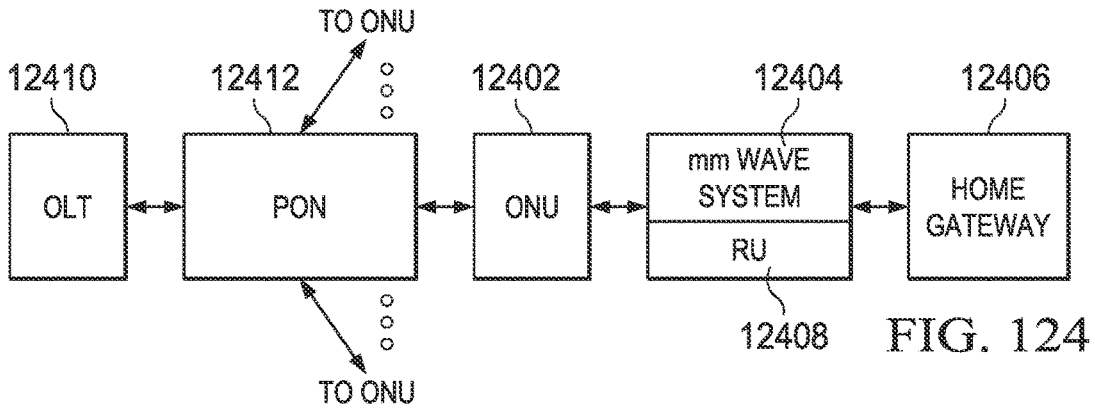 TO ONU
12410
12412
12402
12404
12406
OLT
PON
ONU
mm WAVE
SYSTEM
RU
HOME
GATEWAY
12408
FIG. 124
TO ONU